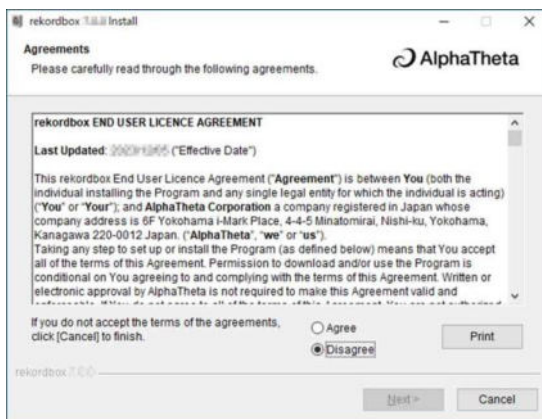 rekordbox Install
Agreements
Please carefully read through the following agreements.
AlphaTheta
rekordbox END USER LICENCE AGREEMENT
Last Updated: ("Effective Date")
This rekordbox End User Licence Agreement ("Agreement") is between You (both the
individual installing the Program and any single legal entity for which the individual is acting)
("You" or "Your"); and AlphaTheta Corporation a company registered in Japan whose
company address is 6F Yokohama i-Mark Place, 4-4-5 Minatomirai, Nishi-ku, Yokohama,
Kanagawa 220-0012 Japan. ("AlphaTheta", "we" or "us").
Taking any step to set up or install the Program (as defined below) means that You accept
all of the terms of this Agreement. Permission to download and/or use the Program is
conditional on You agreeing to and complying with the terms of this Agreement. Written or
electronic approval by AlphaTheta is not required to make this Agreement valid and
If you do not accept the terms of the agreements,
click [Cancel] to finish.
Agree
Disagree
Print
rekordbox
Next >
Cancel